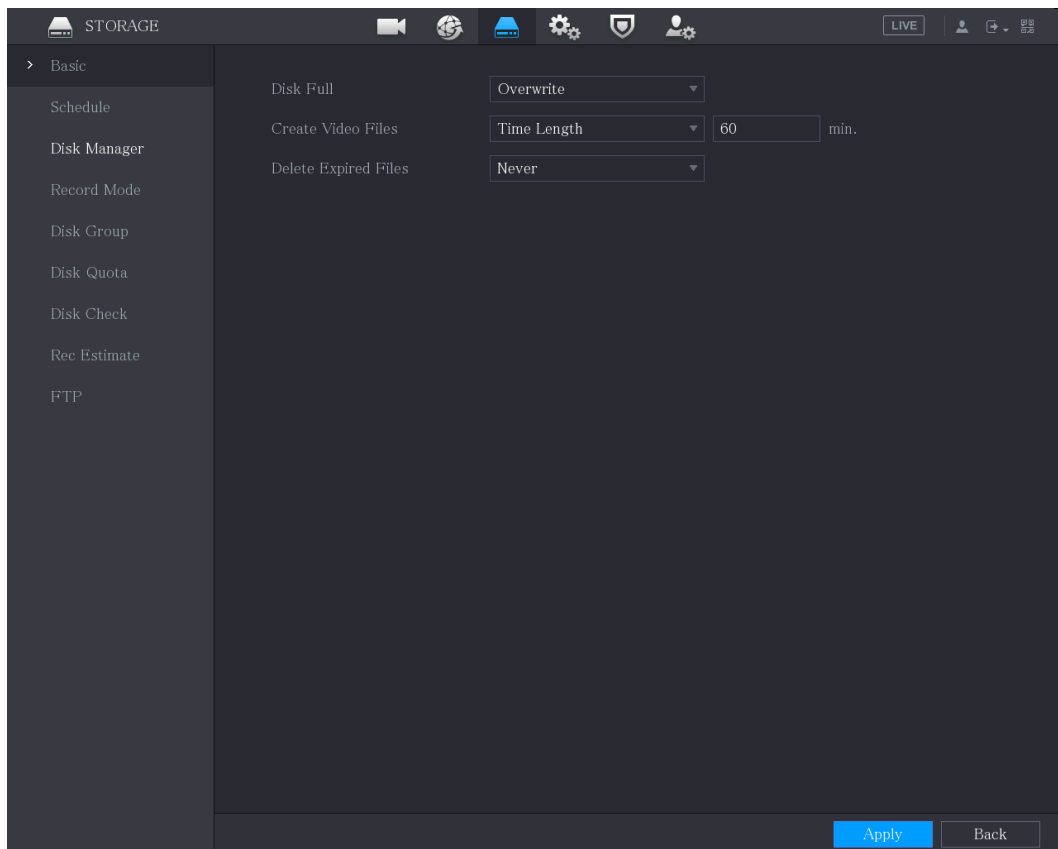 STORAGE LIVE
Basic
Disk Full Overwrite
Schedule
Create Video Files Time Length 60 min.
Disk Manager
Delete Expired Files Never
Record Mode
Disk Group
Disk Quota
Disk Check
Rec Estimate
FTP
Apply Back